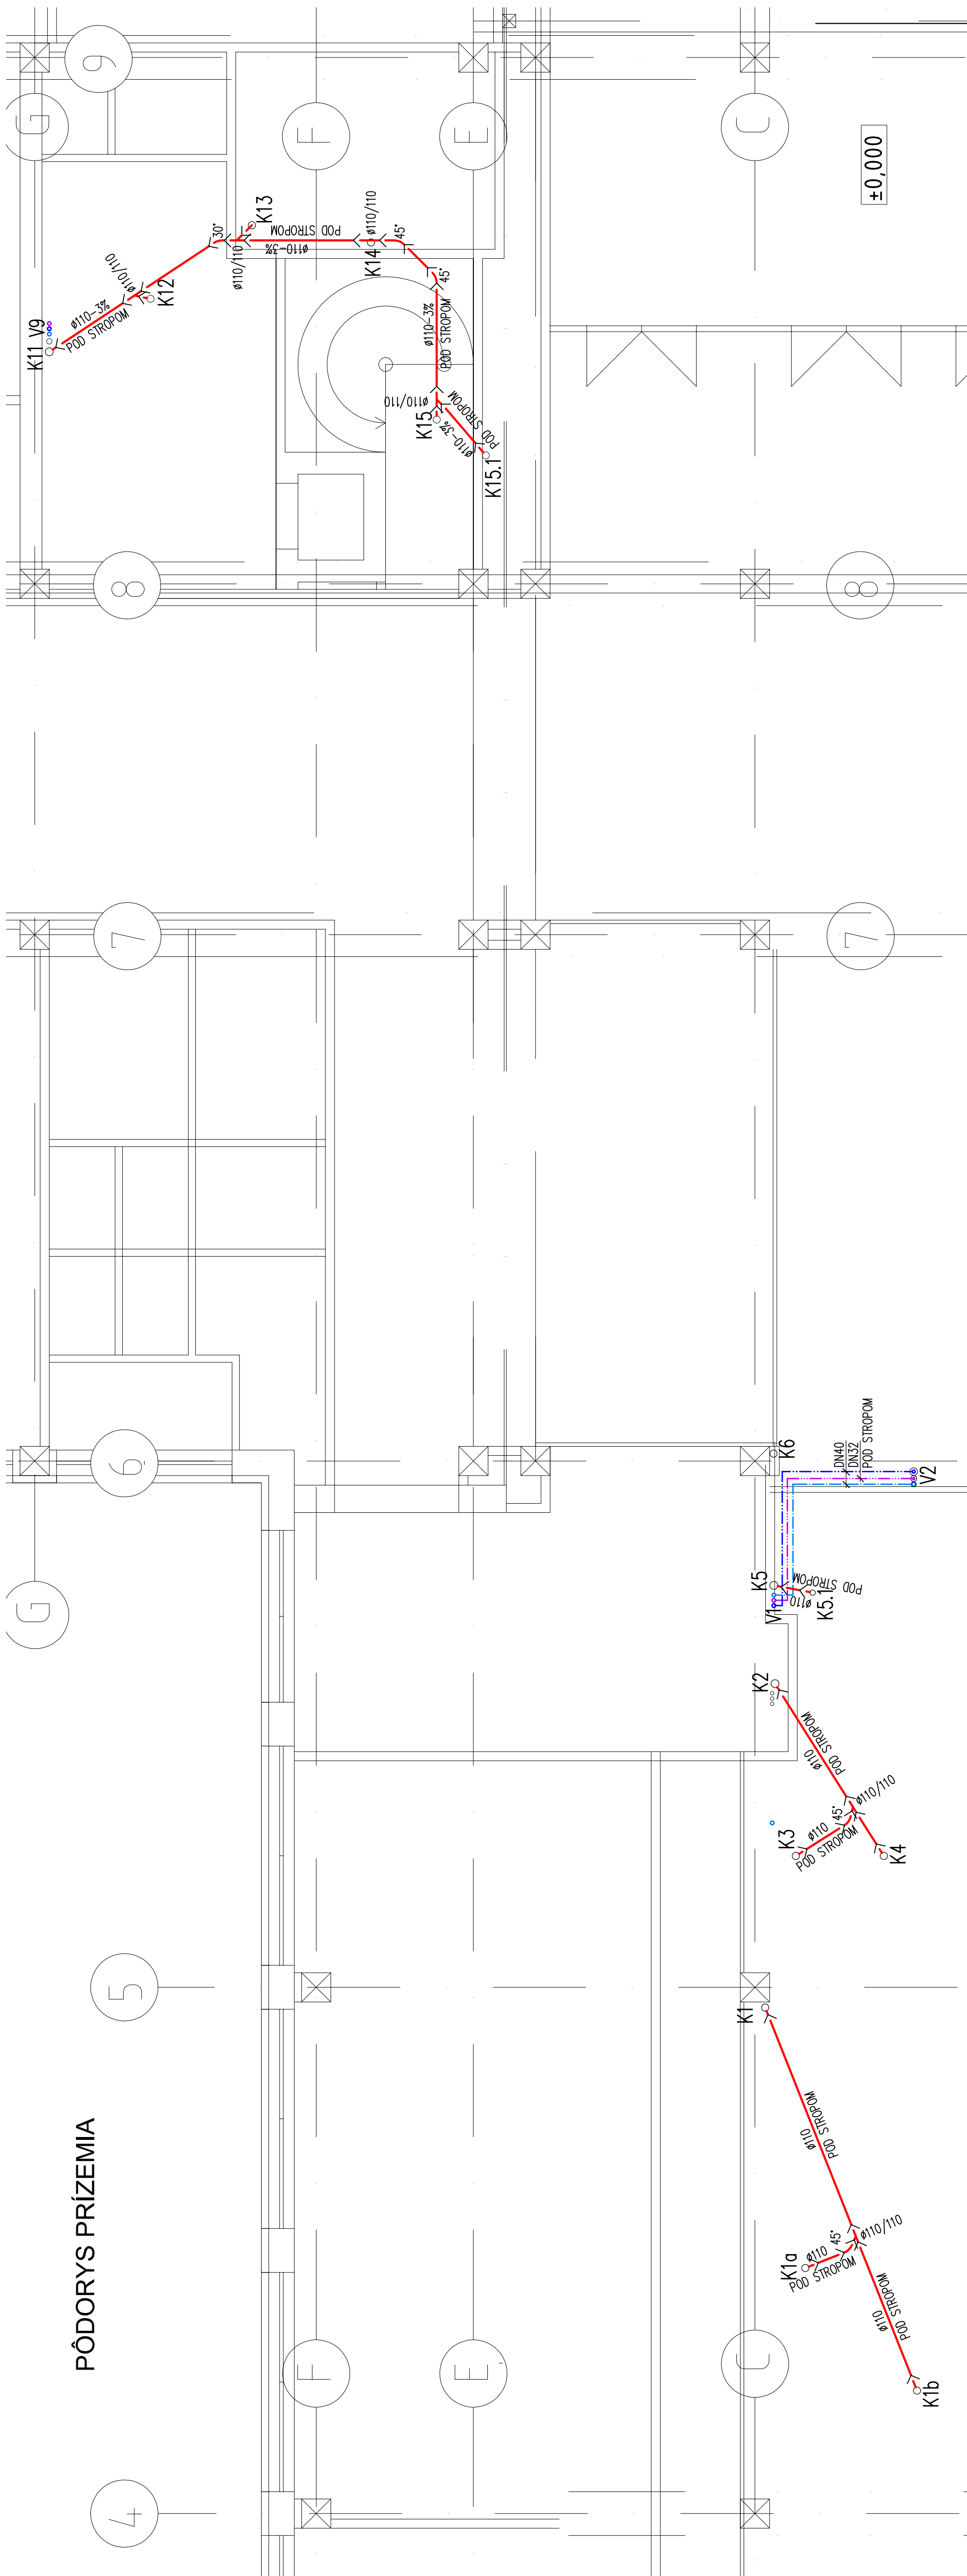 PÔDORYS PRÍZEMIA
G
9
F
E
C
±0,000
K11 V9
ø110-3%
POD STROPOM
ø110/110
K12
30°
K13
ø110/110
ø110-3%
POD STROPOM
K14
ø110/110
45°
45°
ø110-3%
POD STROPOM
K15
ø110/110
ø110-3%
POD STROPOM
K15.1
8
8
7
7
6
G
K6
DN40
DN32
POD STROPOM
V2
K5
V1
ø110
POD STROPOM
K5.1
K2
ø110
POD STROPOM
ø110/110
45°
K3
ø110
POD STROPOM
K4
5
K1
ø110
POD STROPOM
ø110/110
45°
K1a
ø110
POD STROPOM
ø110
POD STROPOM
K1b
F
E
C
4